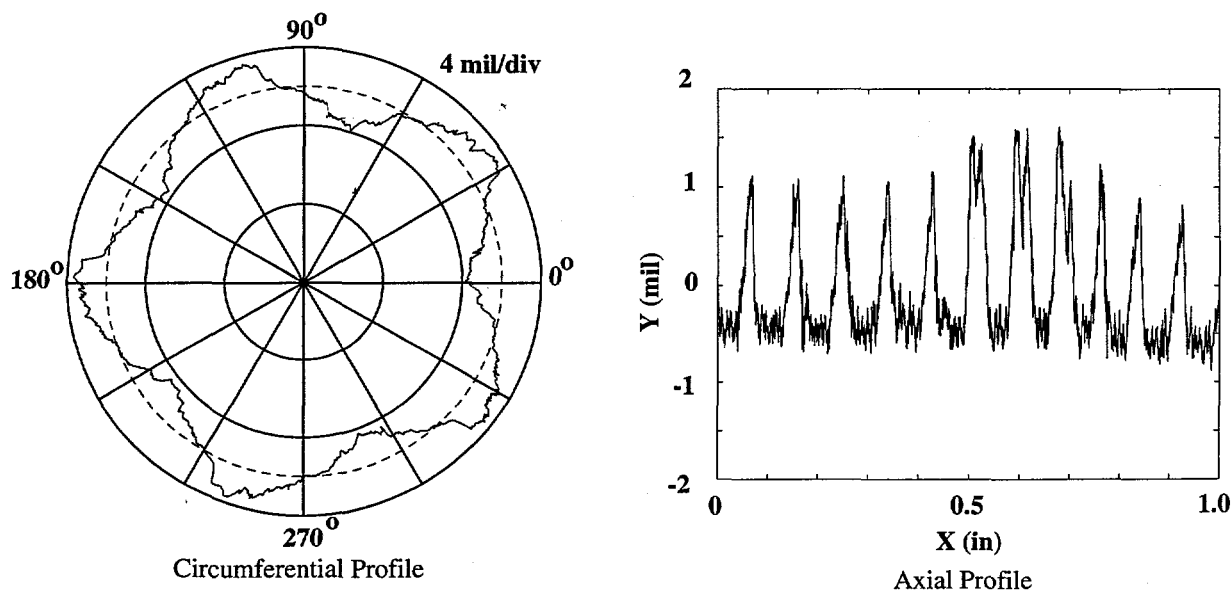 90°
4 mil/div
180°
0°
270°
Circumferential Profile
2
1
0
-1
-2
Y (mil)
0
0.5
1.0
X (in)
Axial Profile